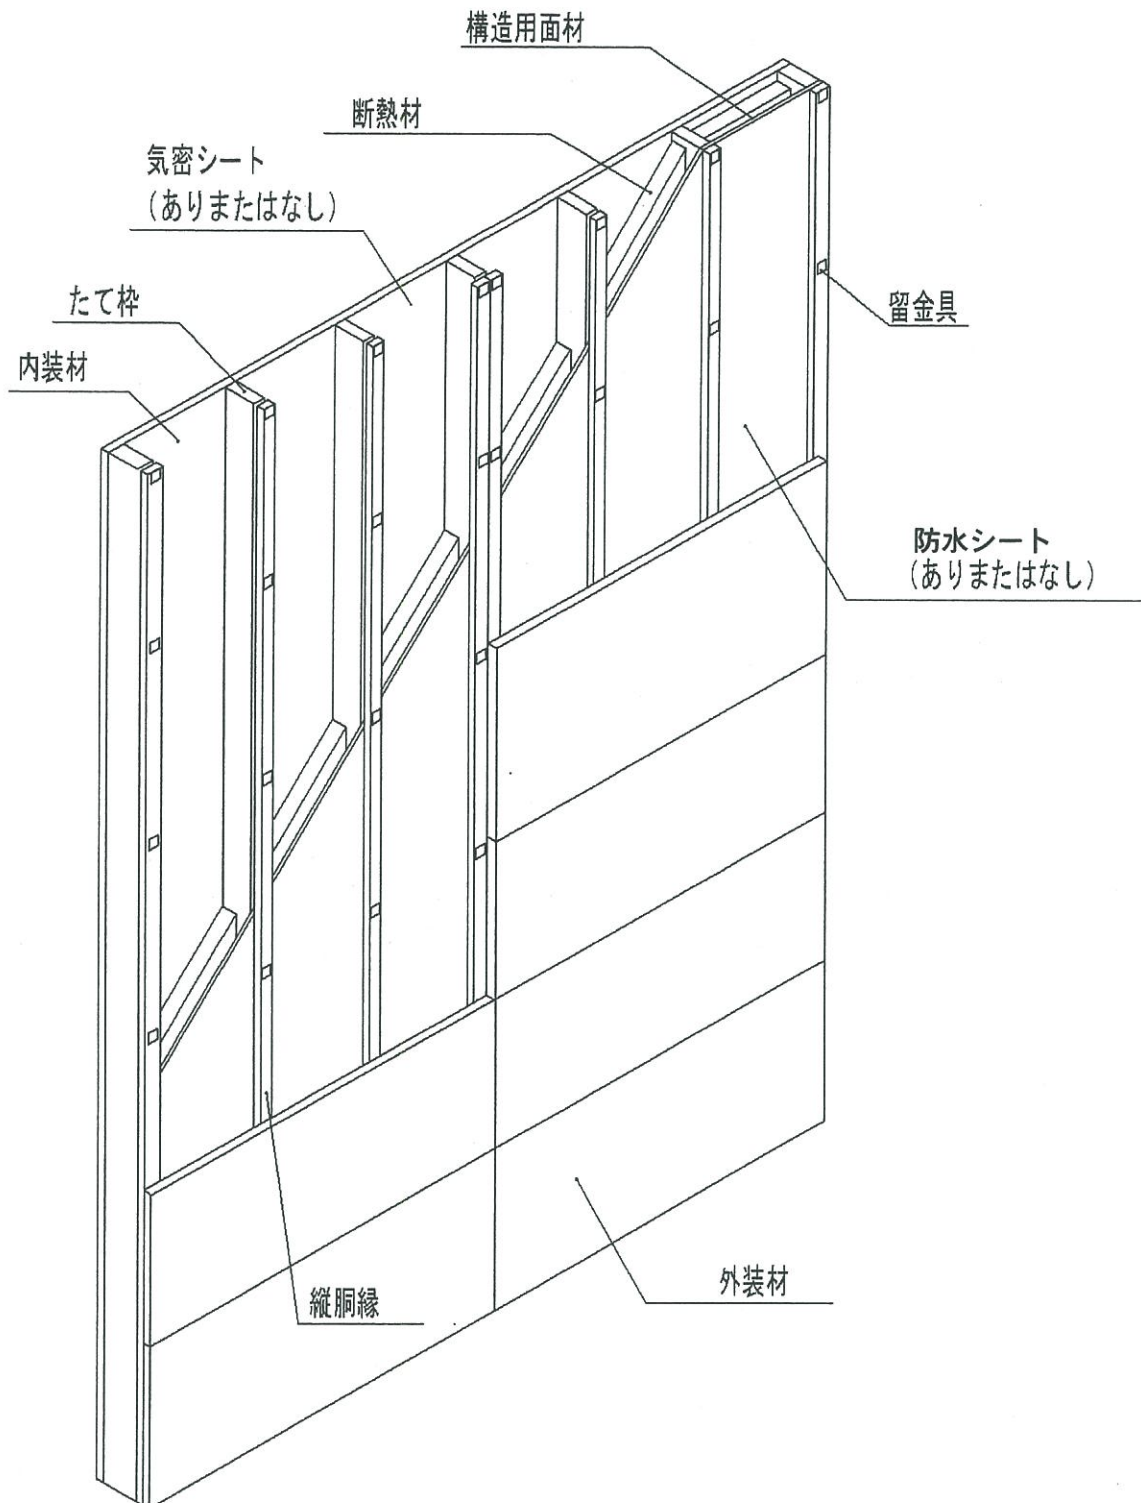 構造用面材
断熱材
気密シート
(ありまたはなし)
たて枠
内装材
留金具
防水シート
(ありまたはなし)
外装材
縦胴縁